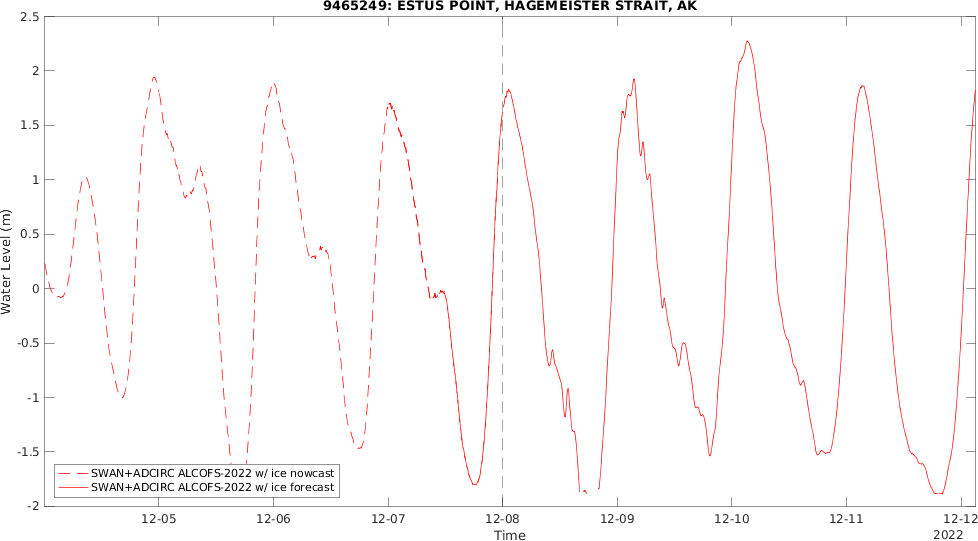 9465249: ESTUS POINT, HAGEMEISTER STRAIT, AK
2.5
2
1.5
1
0.5
0
-0.5
-1
-1.5
-2
Water Level (m)
SWAN+ADCIRC ALCOFS-2022 w/ ice nowcast
SWAN+ADCIRC ALCOFS-2022 w/ ice forecast
12-05 12-06 12-07 12-08 12-09 12-10 12-11 12-12
Time 2022